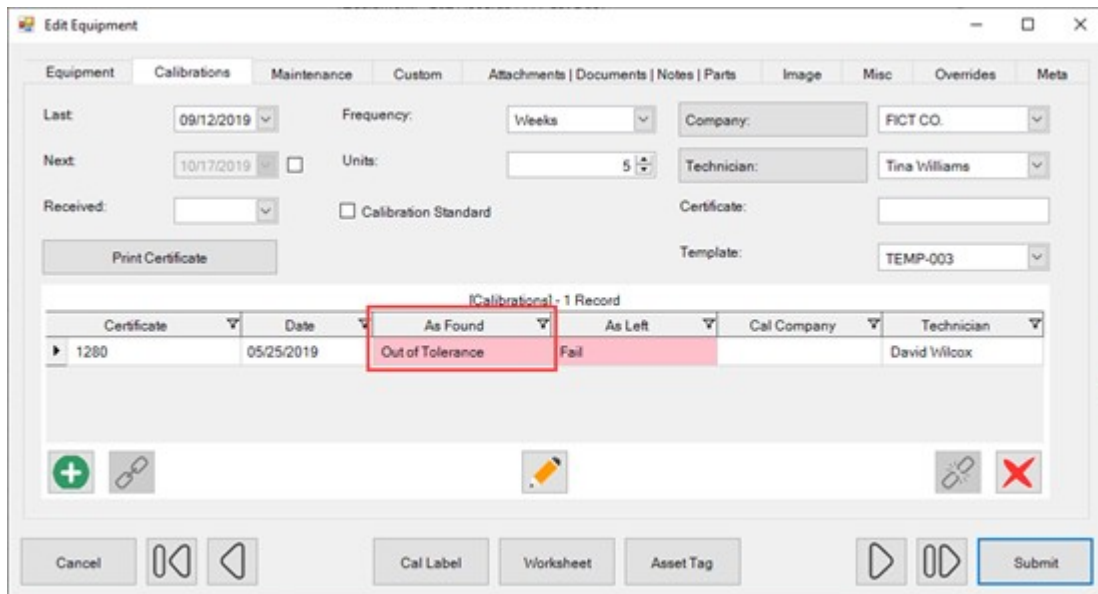 Edit Equipment
Equipment Calibrations Maintenance Custom Attachments | Documents | Notes | Parts Image Misc Overrides Meta
Last: 09/12/2019 Frequency: Weeks Company: FICT CO.
Next: 10/17/2019 Units: 5 Technician: Tina Williams
Received: Calibration Standard Certificate:
Print Certificate Template: TEMP-003
[Calibrations] - 1 Record
Certificate Date As Found As Left Cal Company Technician
1280 05/25/2019 Out of Tolerance Fail David Wilcox
Cancel Cal Label Worksheet Asset Tag Submit